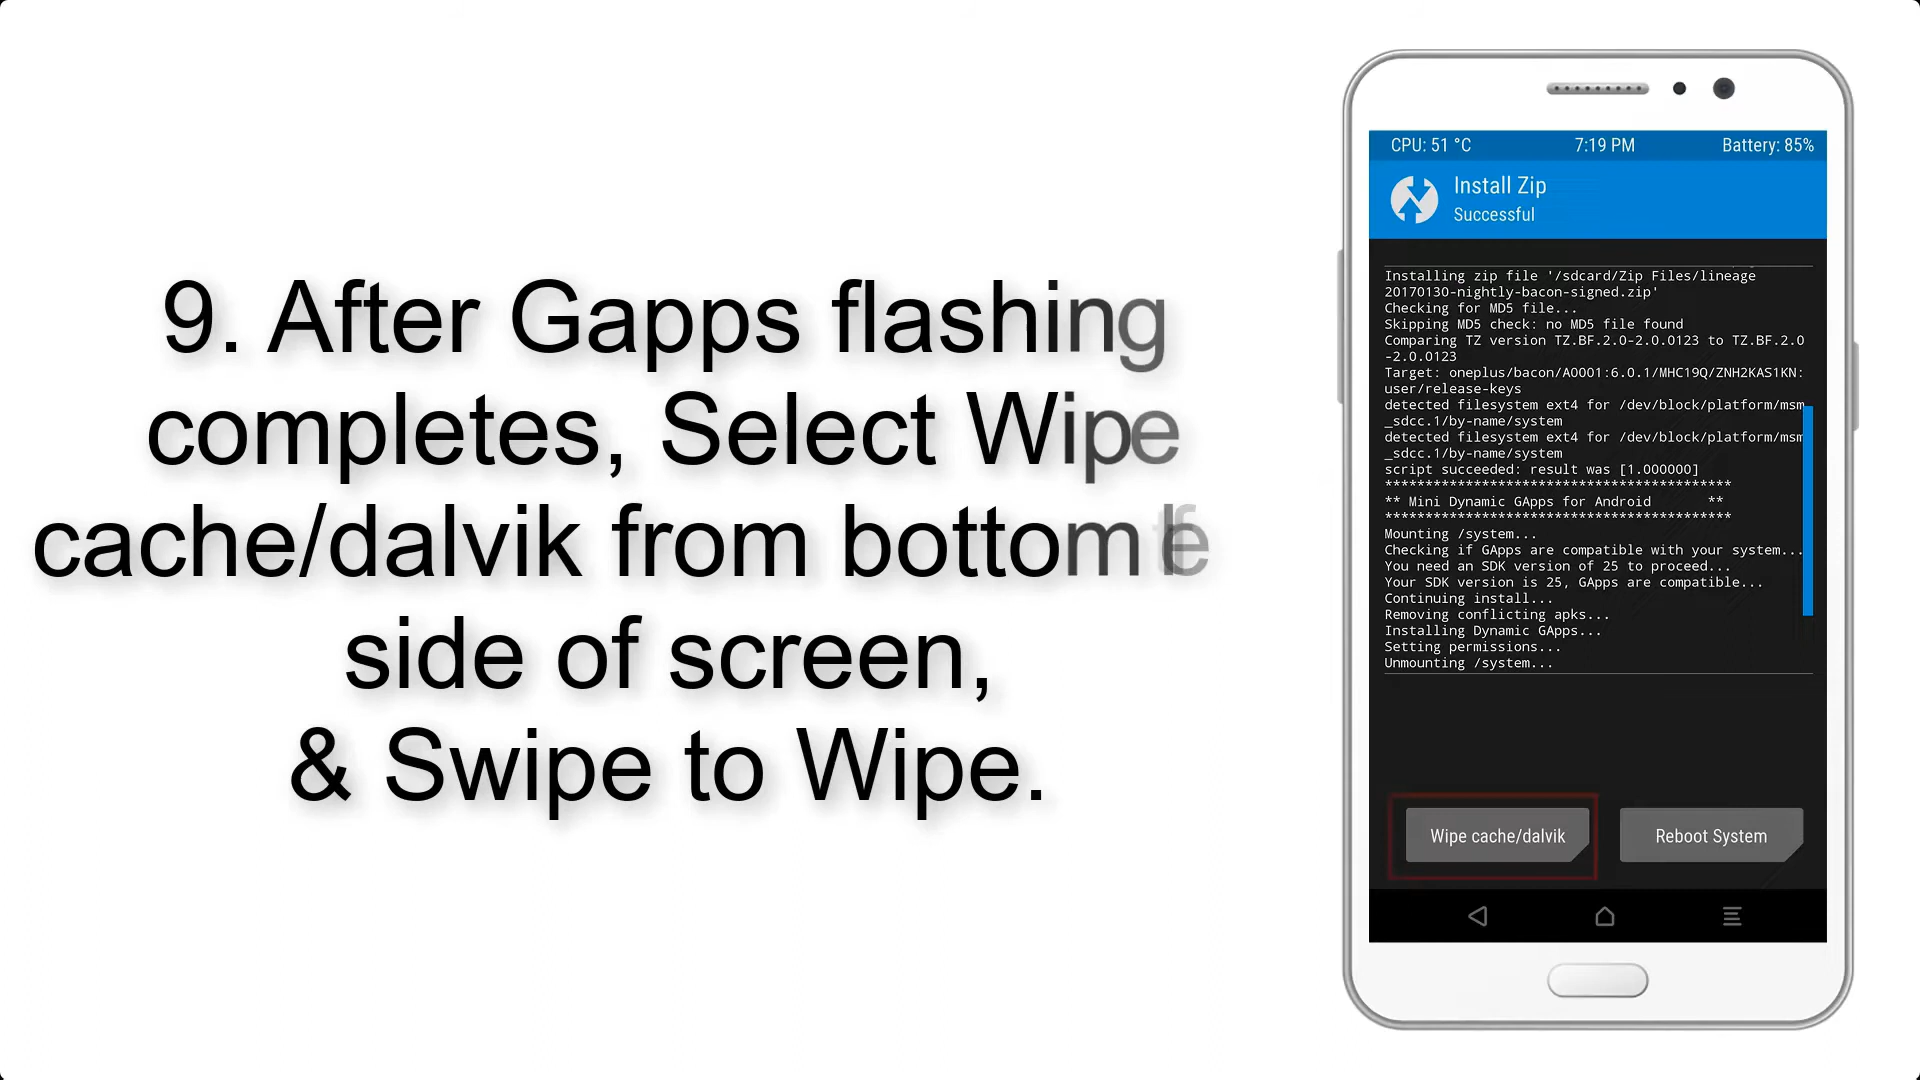 9. After Gapps flashing
completes, Select Wipe
cache/dalvik from bottom
side of screen,
& Swipe to Wipe.
CPU: 51 °C 7:19 PM Battery: 85%
Install Zip
Successful
Installing zip file '/sdcard/Zip Files/lineage
20170130-nightly-bacon-signed.zip'
Checking for MD5 file...
Skipping MD5 check: no MD5 file found
Comparing TZ version TZ.BF.2.0-2.0.0123 to TZ.BF.2.0
-2.0.0123
Target: oneplus/bacon/A0001:6.0.1/MHC19Q/ZNH2KAS1KN:
user/release-keys
detected filesystem ext4 for /dev/block/platform/msm
_sdcc.1/by-name/system
detected filesystem ext4 for /dev/block/platform/msm
_sdcc.1/by-name/system
script succeeded: result was [1.000000]
******************************************
** Mini Dynamic GApps for Android **
******************************************
Mounting /system...
Checking if GApps are compatible with your system...
You need an SDK version of 25 to proceed...
Your SDK version is 25, GApps are compatible...
Continuing install...
Removing conflicting apks...
Installing Dynamic GApps...
Setting permissions...
Unmounting /system...
Wipe cache/dalvik Reboot System